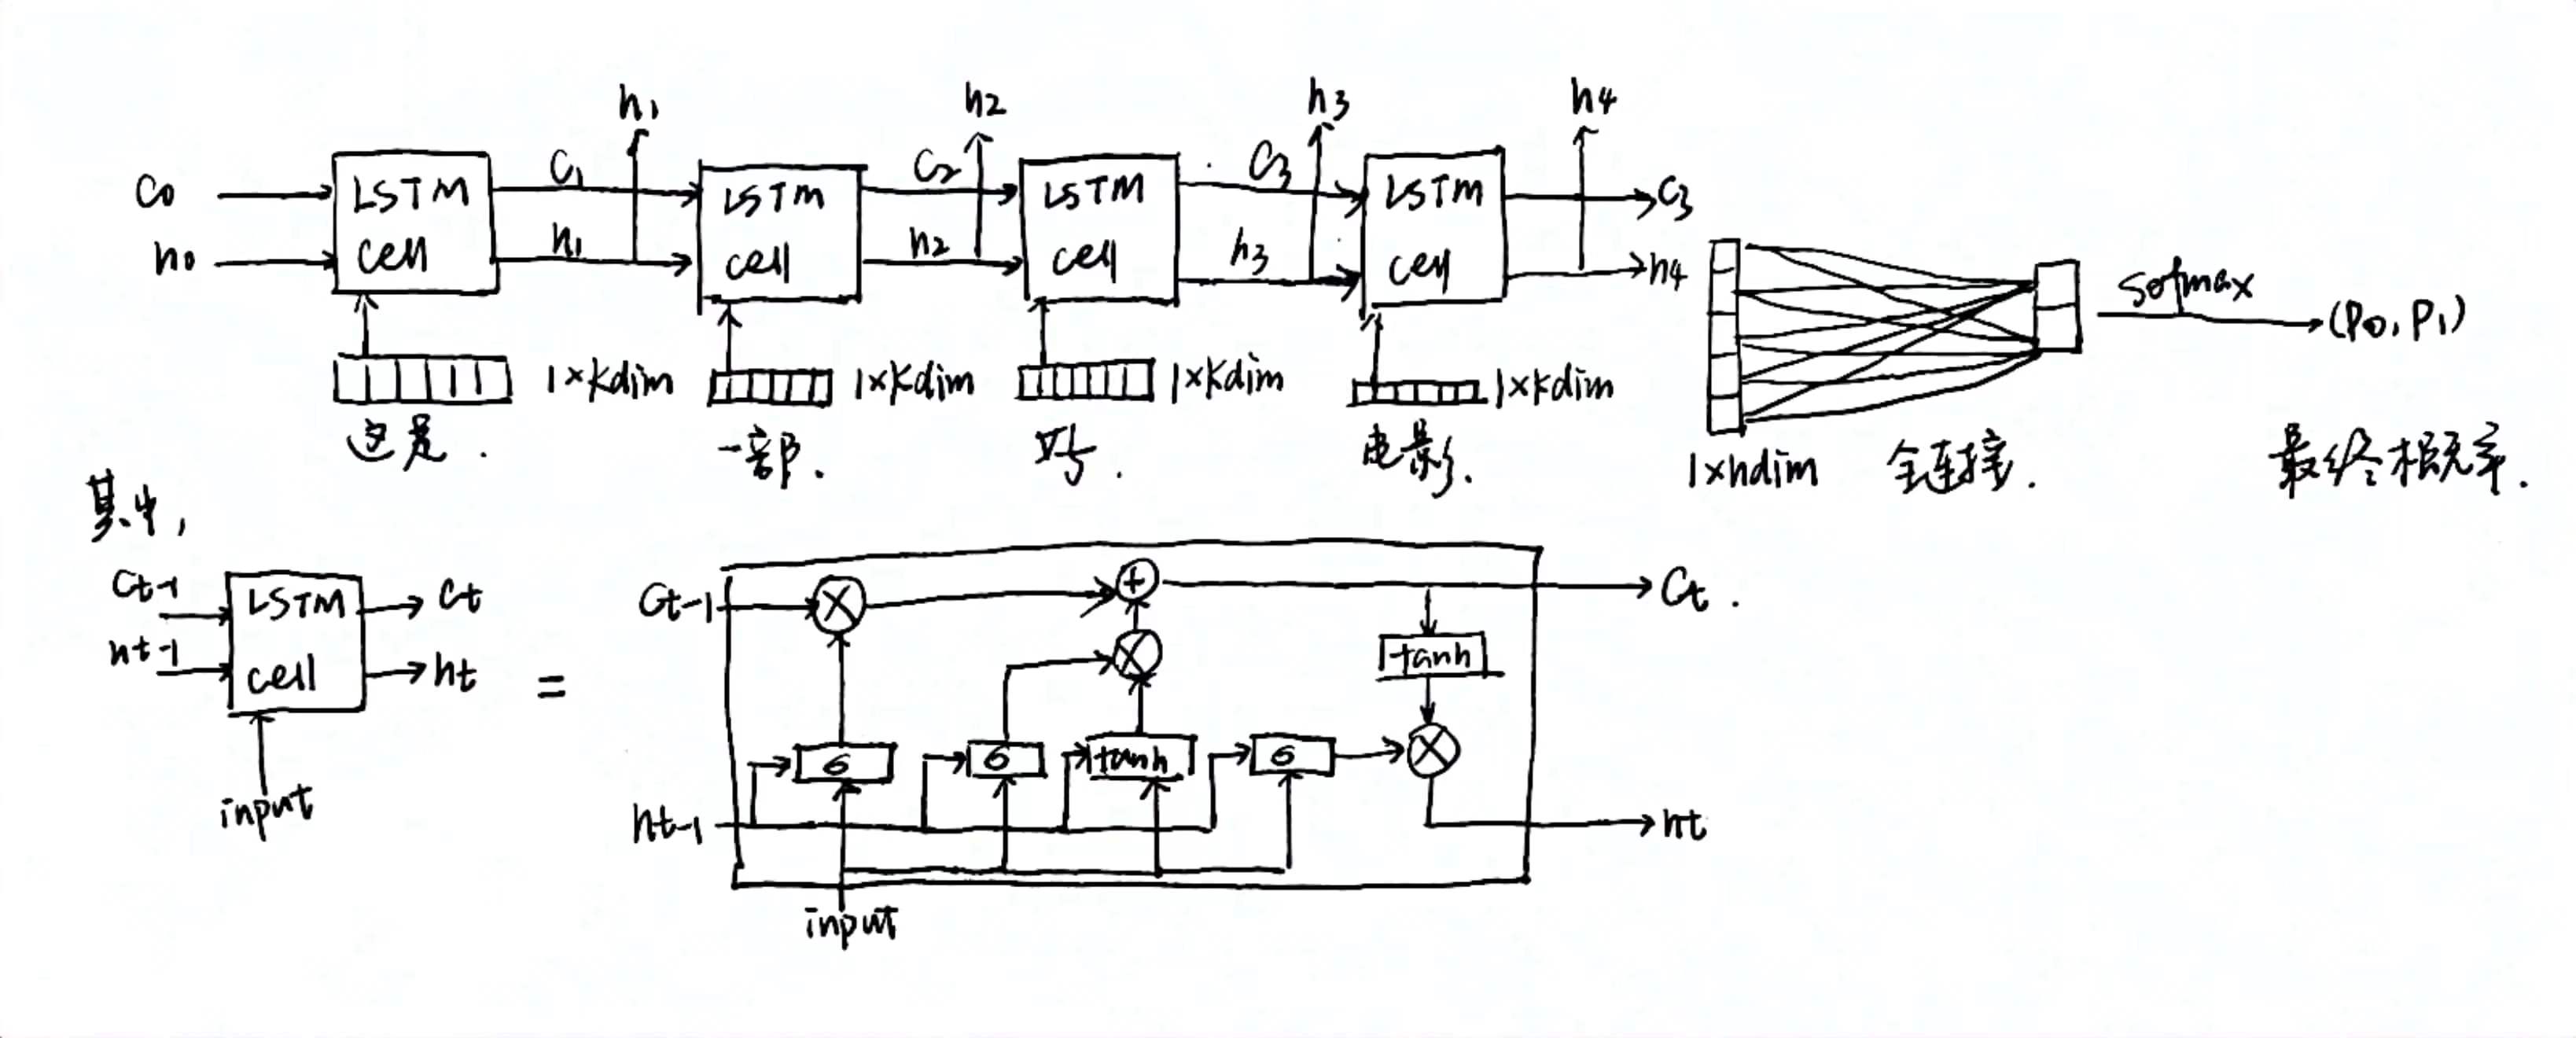 h₁ h₂ h₃ h₄
C₀ LSTM C₁ LSTM C₂ LSTM C₃ LSTM C₃
h₀ cell h₁ cell h₂ cell h₃ cell h₄
Softmax (P₀, P₁)
1×kdim 1×kdim 1×kdim 1×kdim
这是. 一部. 好. 电影. 1×hdim 全连接. 最终概率.
其中,
Ct-1 LSTM Ct
ht-1 cell ht
input
=
Ct-1 × + Ct.
× tanh
σ σ tanh σ ×
ht-1 ht
input